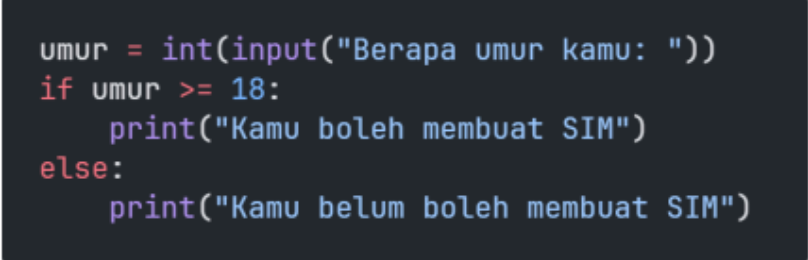 umur = int(input("Berapa umur kamu: "))
if umur >= 18:
    print("Kamu boleh membuat SIM")
else:
    print("Kamu belum boleh membuat SIM")